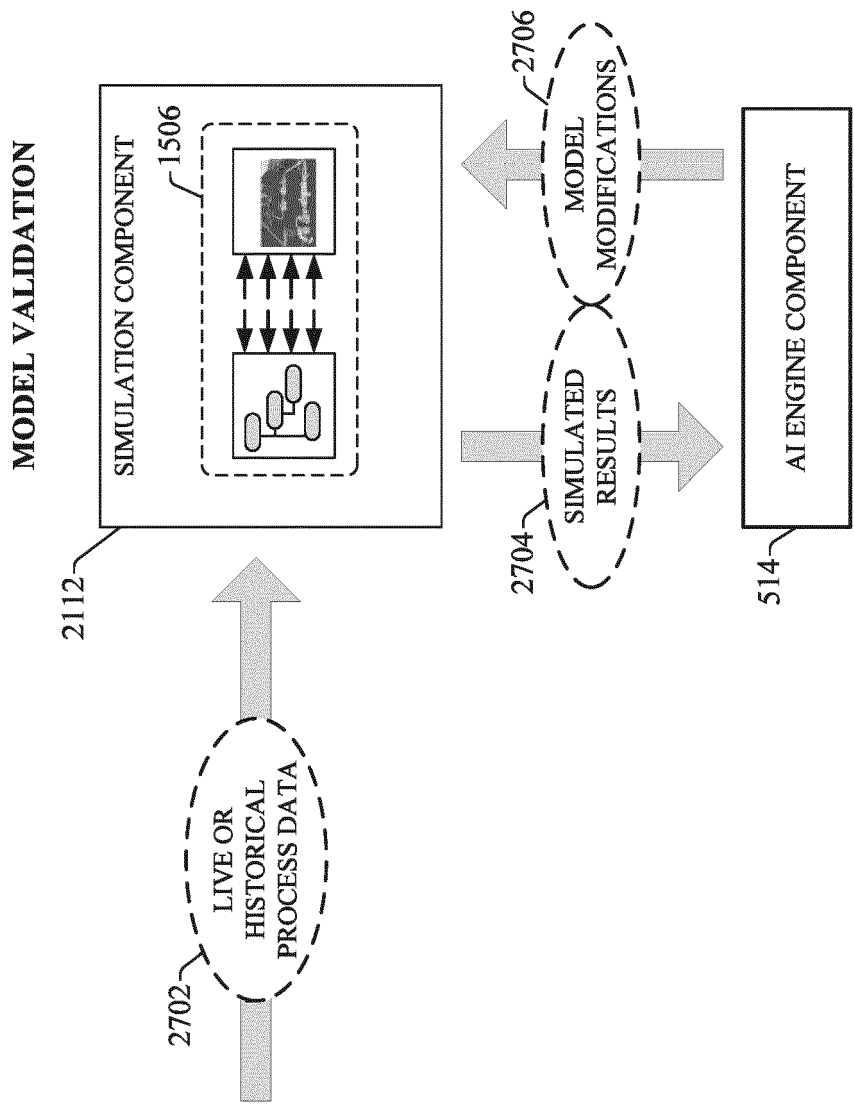 MODEL VALIDATION
2112
SIMULATION COMPONENT
1506
2702
LIVE OR
HISTORICAL
PROCESS DATA
2704
SIMULATED
RESULTS
MODEL
MODIFICATIONS
2706
514
AI ENGINE COMPONENT